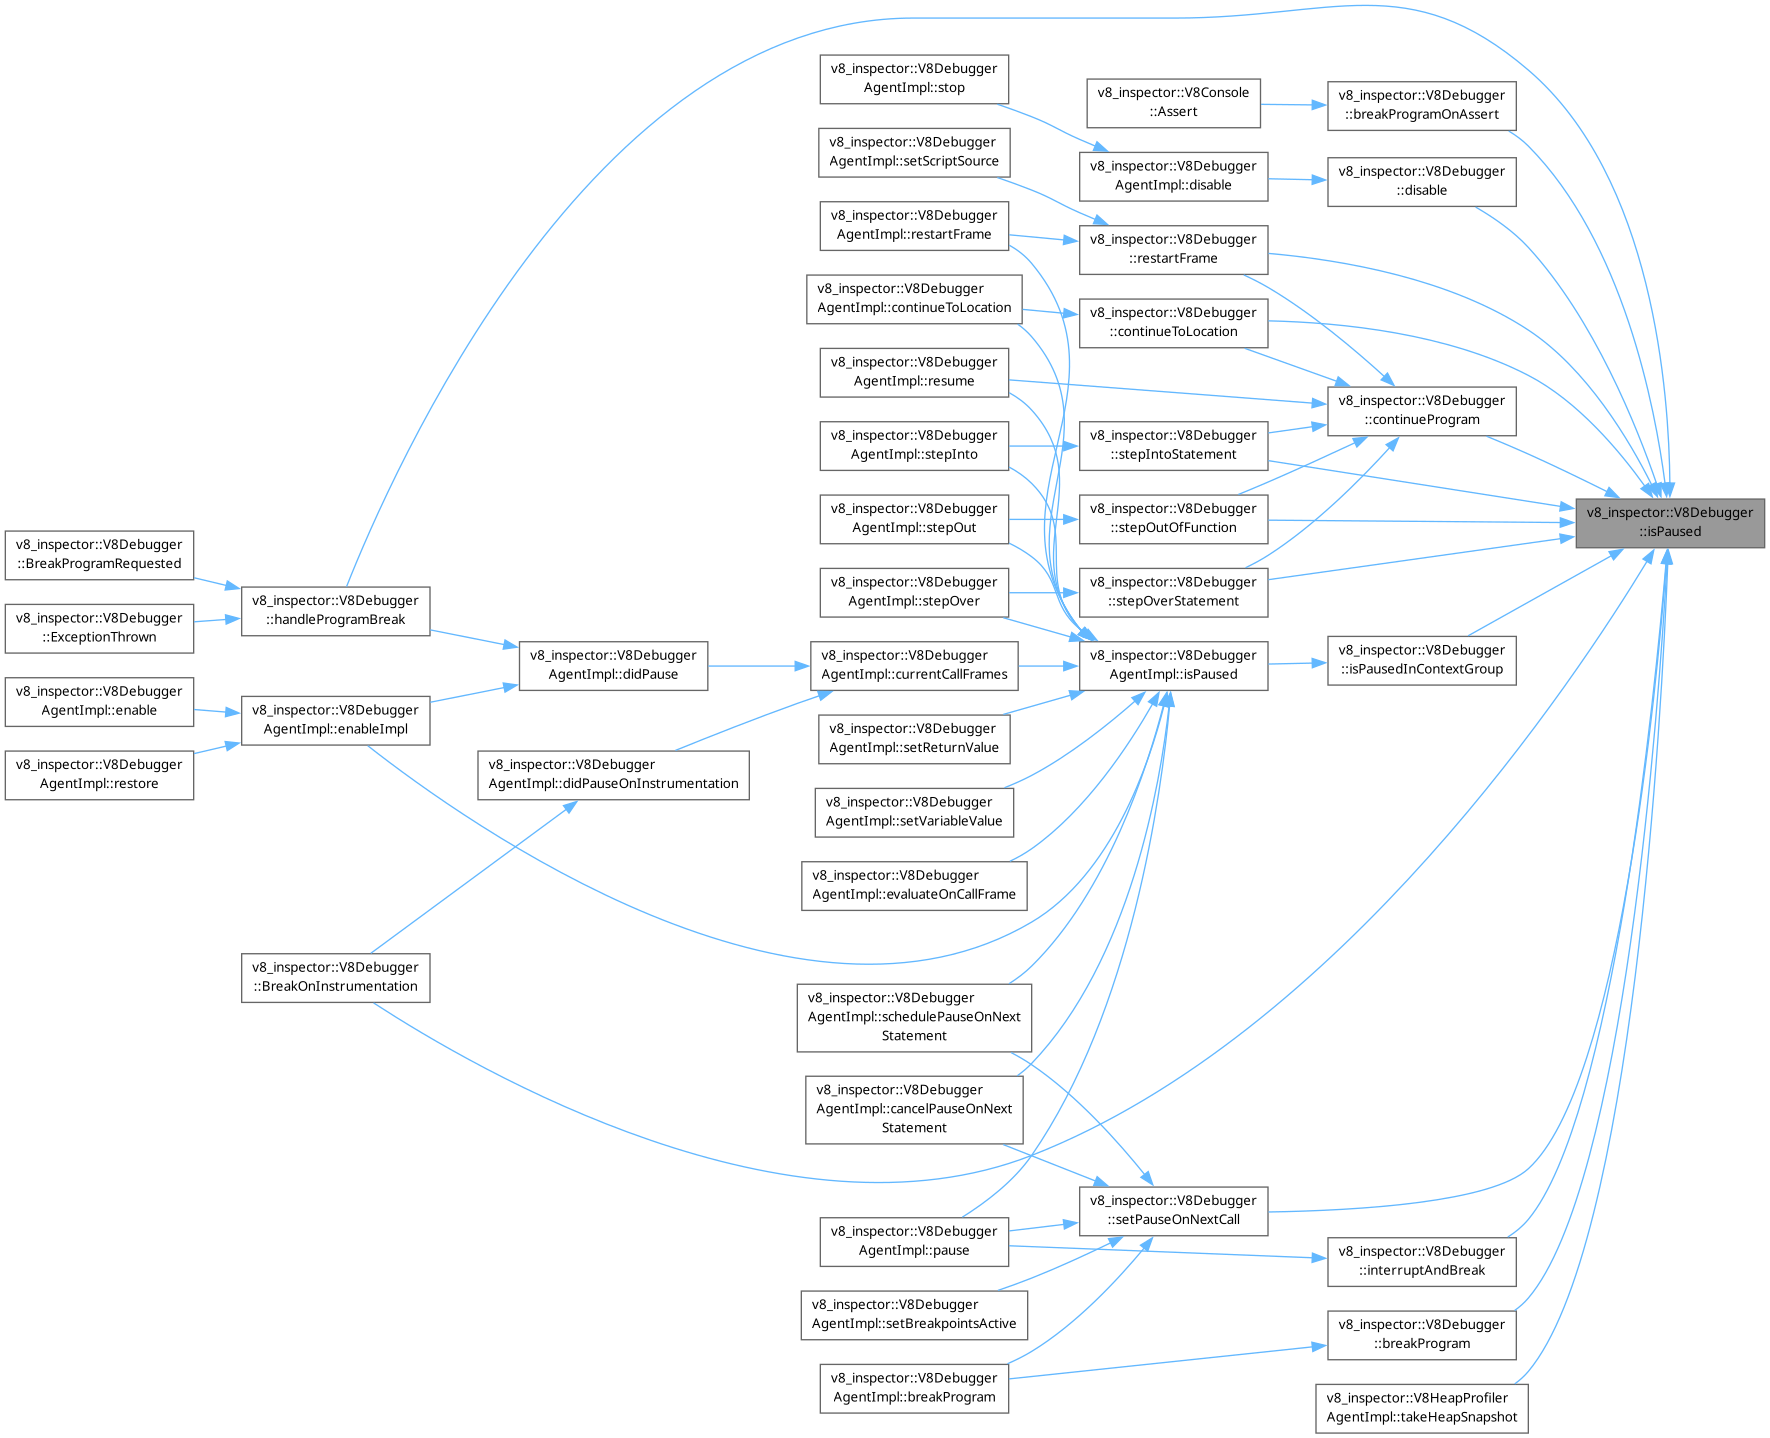 v8_inspector::V8Debugger
AgentImpl::stop
v8_inspector::V8Console
::Assert
v8_inspector::V8Debugger
::breakProgramOnAssert
v8_inspector::V8Debugger
AgentImpl::setScriptSource
v8_inspector::V8Debugger
AgentImpl::disable
v8_inspector::V8Debugger
::disable
v8_inspector::V8Debugger
AgentImpl::restartFrame
v8_inspector::V8Debugger
::restartFrame
v8_inspector::V8Debugger
AgentImpl::continueToLocation
v8_inspector::V8Debugger
::continueToLocation
v8_inspector::V8Debugger
AgentImpl::resume
v8_inspector::V8Debugger
::continueProgram
v8_inspector::V8Debugger
AgentImpl::stepInto
v8_inspector::V8Debugger
::stepIntoStatement
v8_inspector::V8Debugger
AgentImpl::stepOut
v8_inspector::V8Debugger
::stepOutOfFunction
v8_inspector::V8Debugger
::isPaused
v8_inspector::V8Debugger
::BreakProgramRequested
v8_inspector::V8Debugger
AgentImpl::stepOver
v8_inspector::V8Debugger
::stepOverStatement
v8_inspector::V8Debugger
::handleProgramBreak
v8_inspector::V8Debugger
::ExceptionThrown
v8_inspector::V8Debugger
AgentImpl::didPause
v8_inspector::V8Debugger
AgentImpl::currentCallFrames
v8_inspector::V8Debugger
AgentImpl::isPaused
v8_inspector::V8Debugger
::isPausedInContextGroup
v8_inspector::V8Debugger
AgentImpl::enable
v8_inspector::V8Debugger
AgentImpl::enableImpl
v8_inspector::V8Debugger
AgentImpl::setReturnValue
v8_inspector::V8Debugger
AgentImpl::restore
v8_inspector::V8Debugger
AgentImpl::didPauseOnInstrumentation
v8_inspector::V8Debugger
AgentImpl::setVariableValue
v8_inspector::V8Debugger
AgentImpl::evaluateOnCallFrame
v8_inspector::V8Debugger
::BreakOnInstrumentation
v8_inspector::V8Debugger
AgentImpl::schedulePauseOnNext
Statement
v8_inspector::V8Debugger
AgentImpl::cancelPauseOnNext
Statement
v8_inspector::V8Debugger
::setPauseOnNextCall
v8_inspector::V8Debugger
AgentImpl::pause
v8_inspector::V8Debugger
::interruptAndBreak
v8_inspector::V8Debugger
AgentImpl::setBreakpointsActive
v8_inspector::V8Debugger
::breakProgram
v8_inspector::V8Debugger
AgentImpl::breakProgram
v8_inspector::V8HeapProfiler
AgentImpl::takeHeapSnapshot